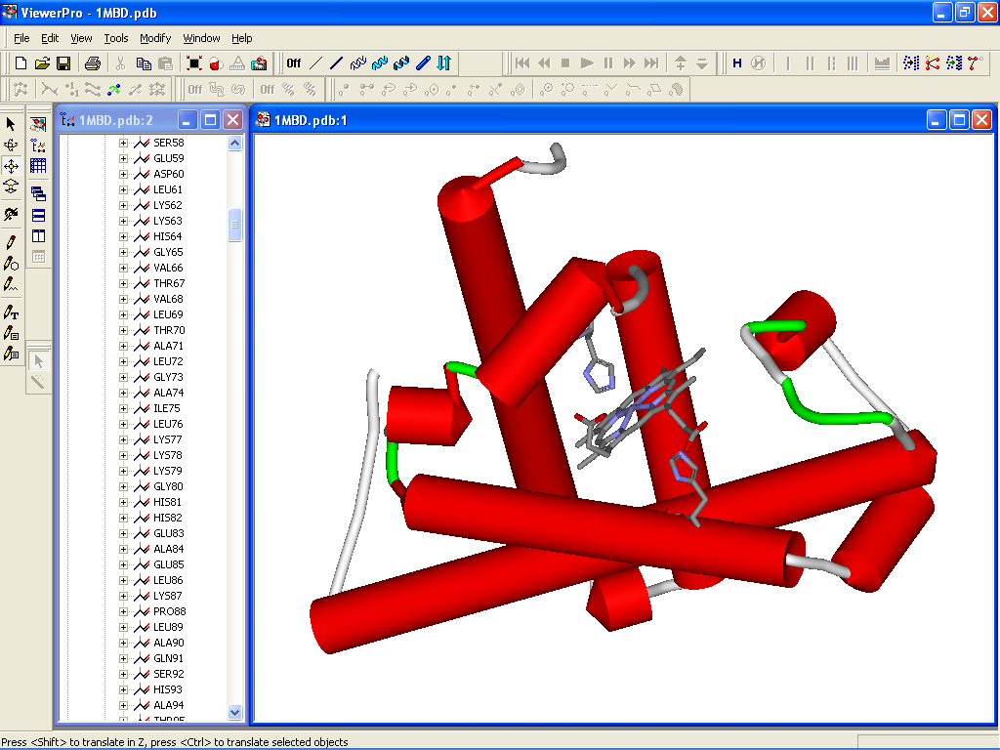 ViewerPro - 1MBD.pdb
File Edit View Tools Modify Window Help
Off
H
Off Off
1MBD.pdb:2
1MBD.pdb:1
SER58
GLU59
ASP60
LEU61
LYS62
LYS63
HIS64
GLY65
VAL66
THR67
VAL68
LEU69
THR70
ALA71
LEU72
GLY73
ALA74
ILE75
LEU76
LYS77
LYS78
LYS79
GLY80
HIS81
HIS82
GLU83
ALA84
GLU85
LEU86
LYS87
PRO88
LEU89
ALA90
GLN91
SER92
HIS93
ALA94
THR95
Press <Shift> to translate in Z, press <Ctrl> to translate selected objects